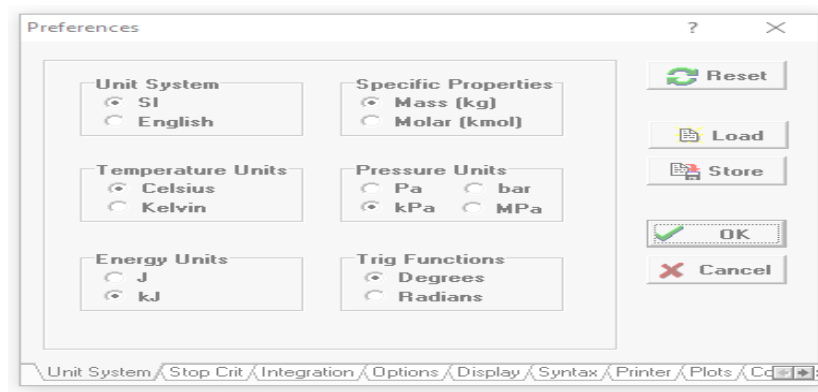 Preferences ?
Unit System
SI
English
Specific Properties
Mass (kg)
Molar (kmol)
Temperature Units
Celsius
Kelvin
Pressure Units
Pa
bar
kPa
MPa
Energy Units
J
kJ
Trig Functions
Degrees
Radians
Reset
Load
Store
OK
Cancel
Unit System Stop Crit Integration Options Display Syntax Printer Plots